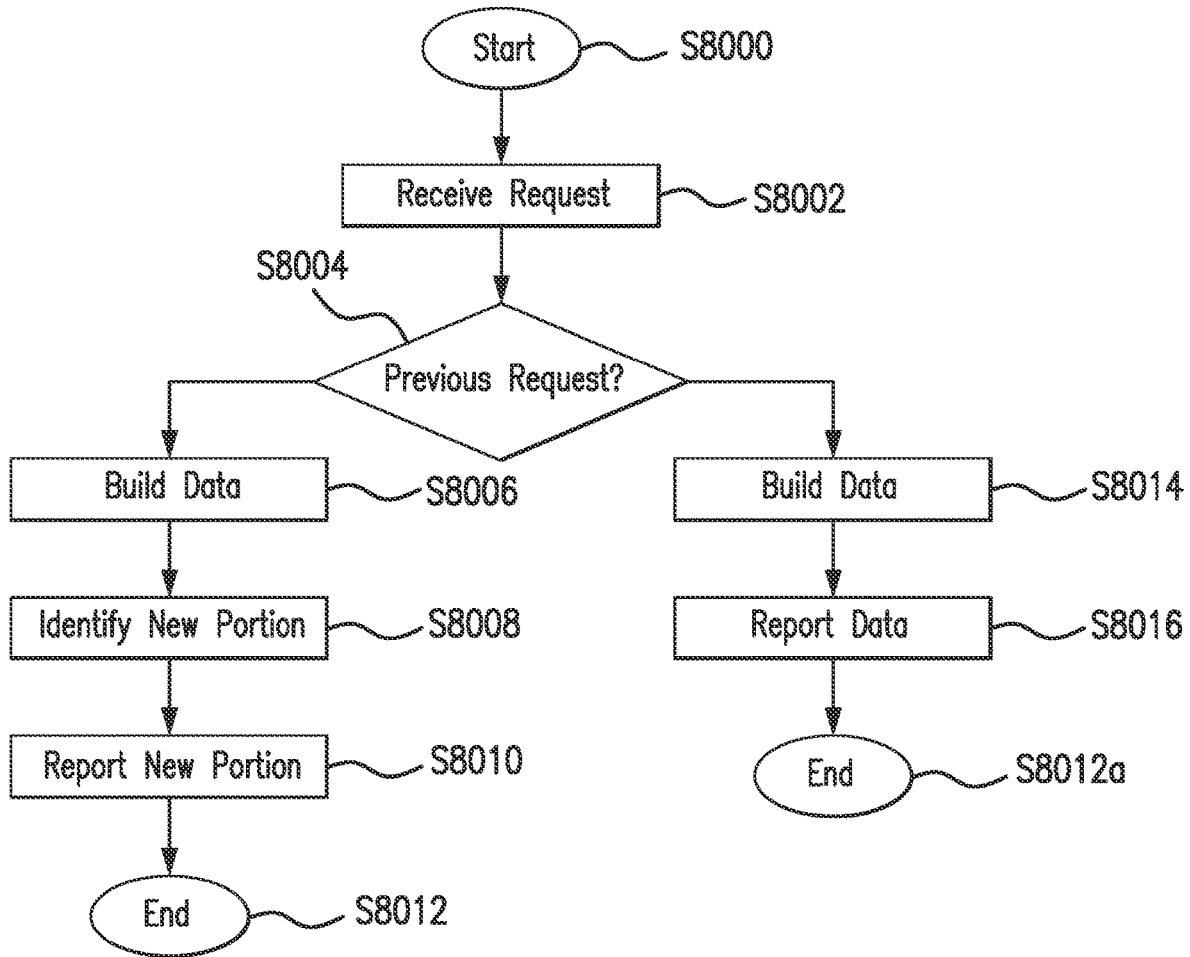 Start
S8000
Receive Request
S8002
S8004
Previous Request?
Build Data
S8006
Build Data
S8014
Identify New Portion
S8008
Report Data
S8016
Report New Portion
S8010
End
S8012a
End
S8012